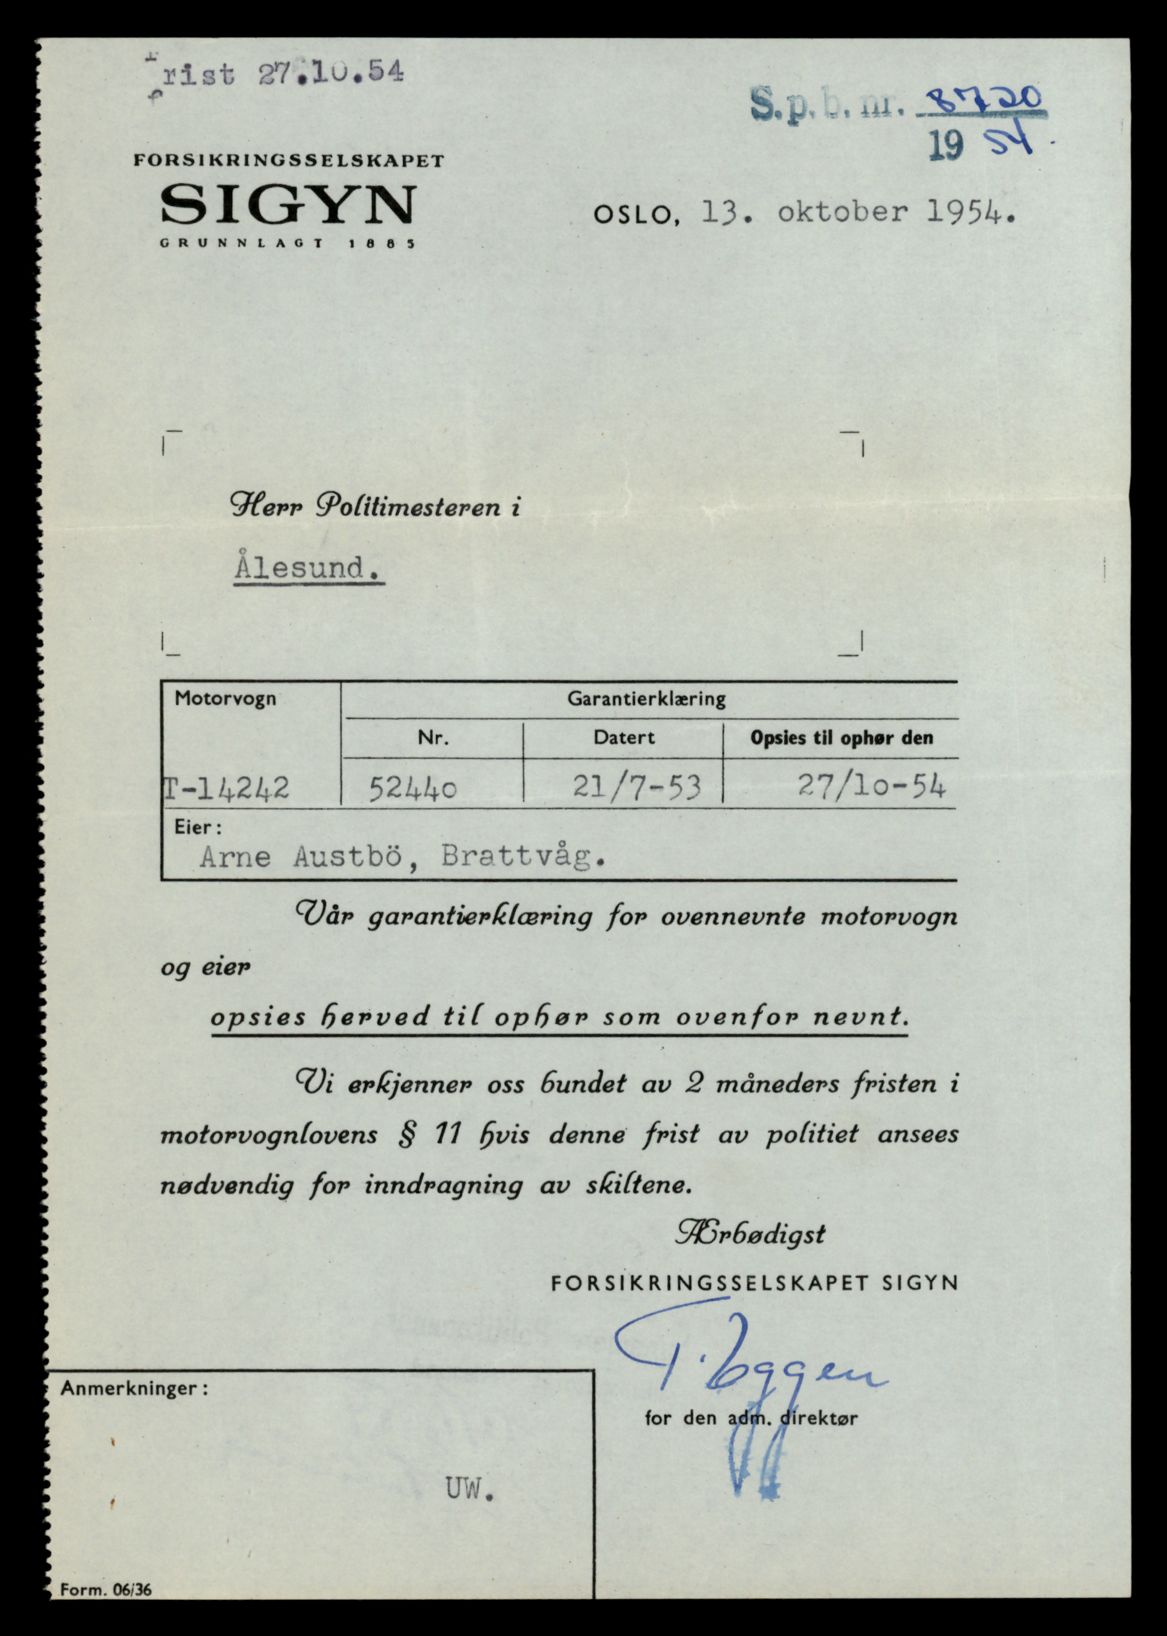 Frist 27.10.54
S.p.b. nr. 8720
19 54.
FORSIKRINGSSELSKAPET
SIGYN
GRUNNLAGT 1885
OSLO, 13. oktober 1954.
Herr Politimesteren i
Ålesund.
Motorvogn
Garantierklæring
Nr.
Datert
Opsies til ophør den
T-14242
5244o
21/7-53
27/1o-54
Eier:
Arne Austbö, Brattvåg.
Vår garantierklæring for ovennevnte motorvogn
og eier
opsies herved til ophør som ovenfor nevnt.
Vi erkjenner oss bundet av 2 måneders fristen i
motorvognlovens § 11 hvis denne frist av politiet ansees
nødvendig for inndragning av skiltene.
Ærbødigst
FORSIKRINGSSELSKAPET SIGYN
T. Yggen
for den adm. direktør
Anmerkninger:
UW.
Form. 06/36